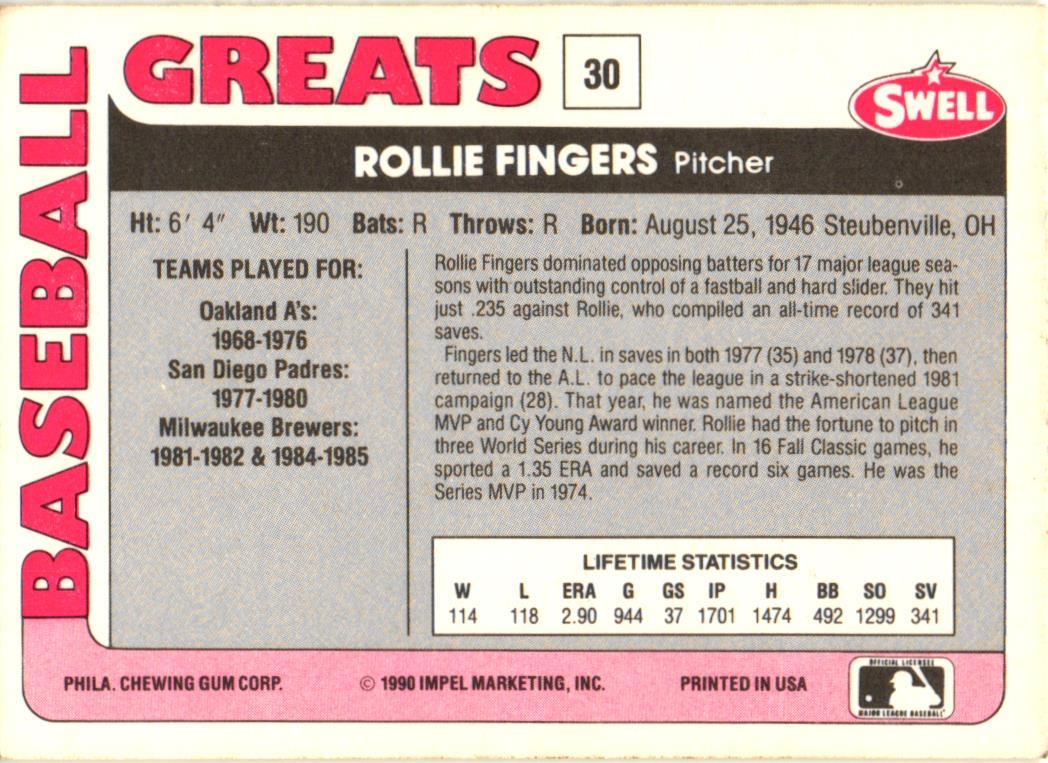 BASEBALL GREATS
30
SWELL
ROLLIE FINGERS Pitcher
Ht: 6' 4" Wt: 190 Bats: R Throws: R Born: August 25, 1946 Steubenville, OH
TEAMS PLAYED FOR:
Oakland A's:
1968-1976
San Diego Padres:
1977-1980
Milwaukee Brewers:
1981-1982 & 1984-1985
Rollie Fingers dominated opposing batters for 17 major league sea-
sons with outstanding control of a fastball and hard slider. They hit
just .235 against Rollie, who compiled an all-time record of 341
saves.
Fingers led the N.L. in saves in both 1977 (35) and 1978 (37), then
returned to the A.L. to pace the league in a strike-shortened 1981
campaign (28). That year, he was named the American League
MVP and Cy Young Award winner. Rollie had the fortune to pitch in
three World Series during his career. In 16 Fall Classic games, he
sported a 1.35 ERA and saved a record six games. He was the
Series MVP in 1974.
LIFETIME STATISTICS
W L ERA G GS IP H BB SO SV
114 118 2.90 944 37 1701 1474 492 1299 341
PHILA. CHEWING GUM CORP. © 1990 IMPEL MARKETING, INC. PRINTED IN USA
OFFICIAL LICENSEE
MAJOR LEAGUE BASEBALL